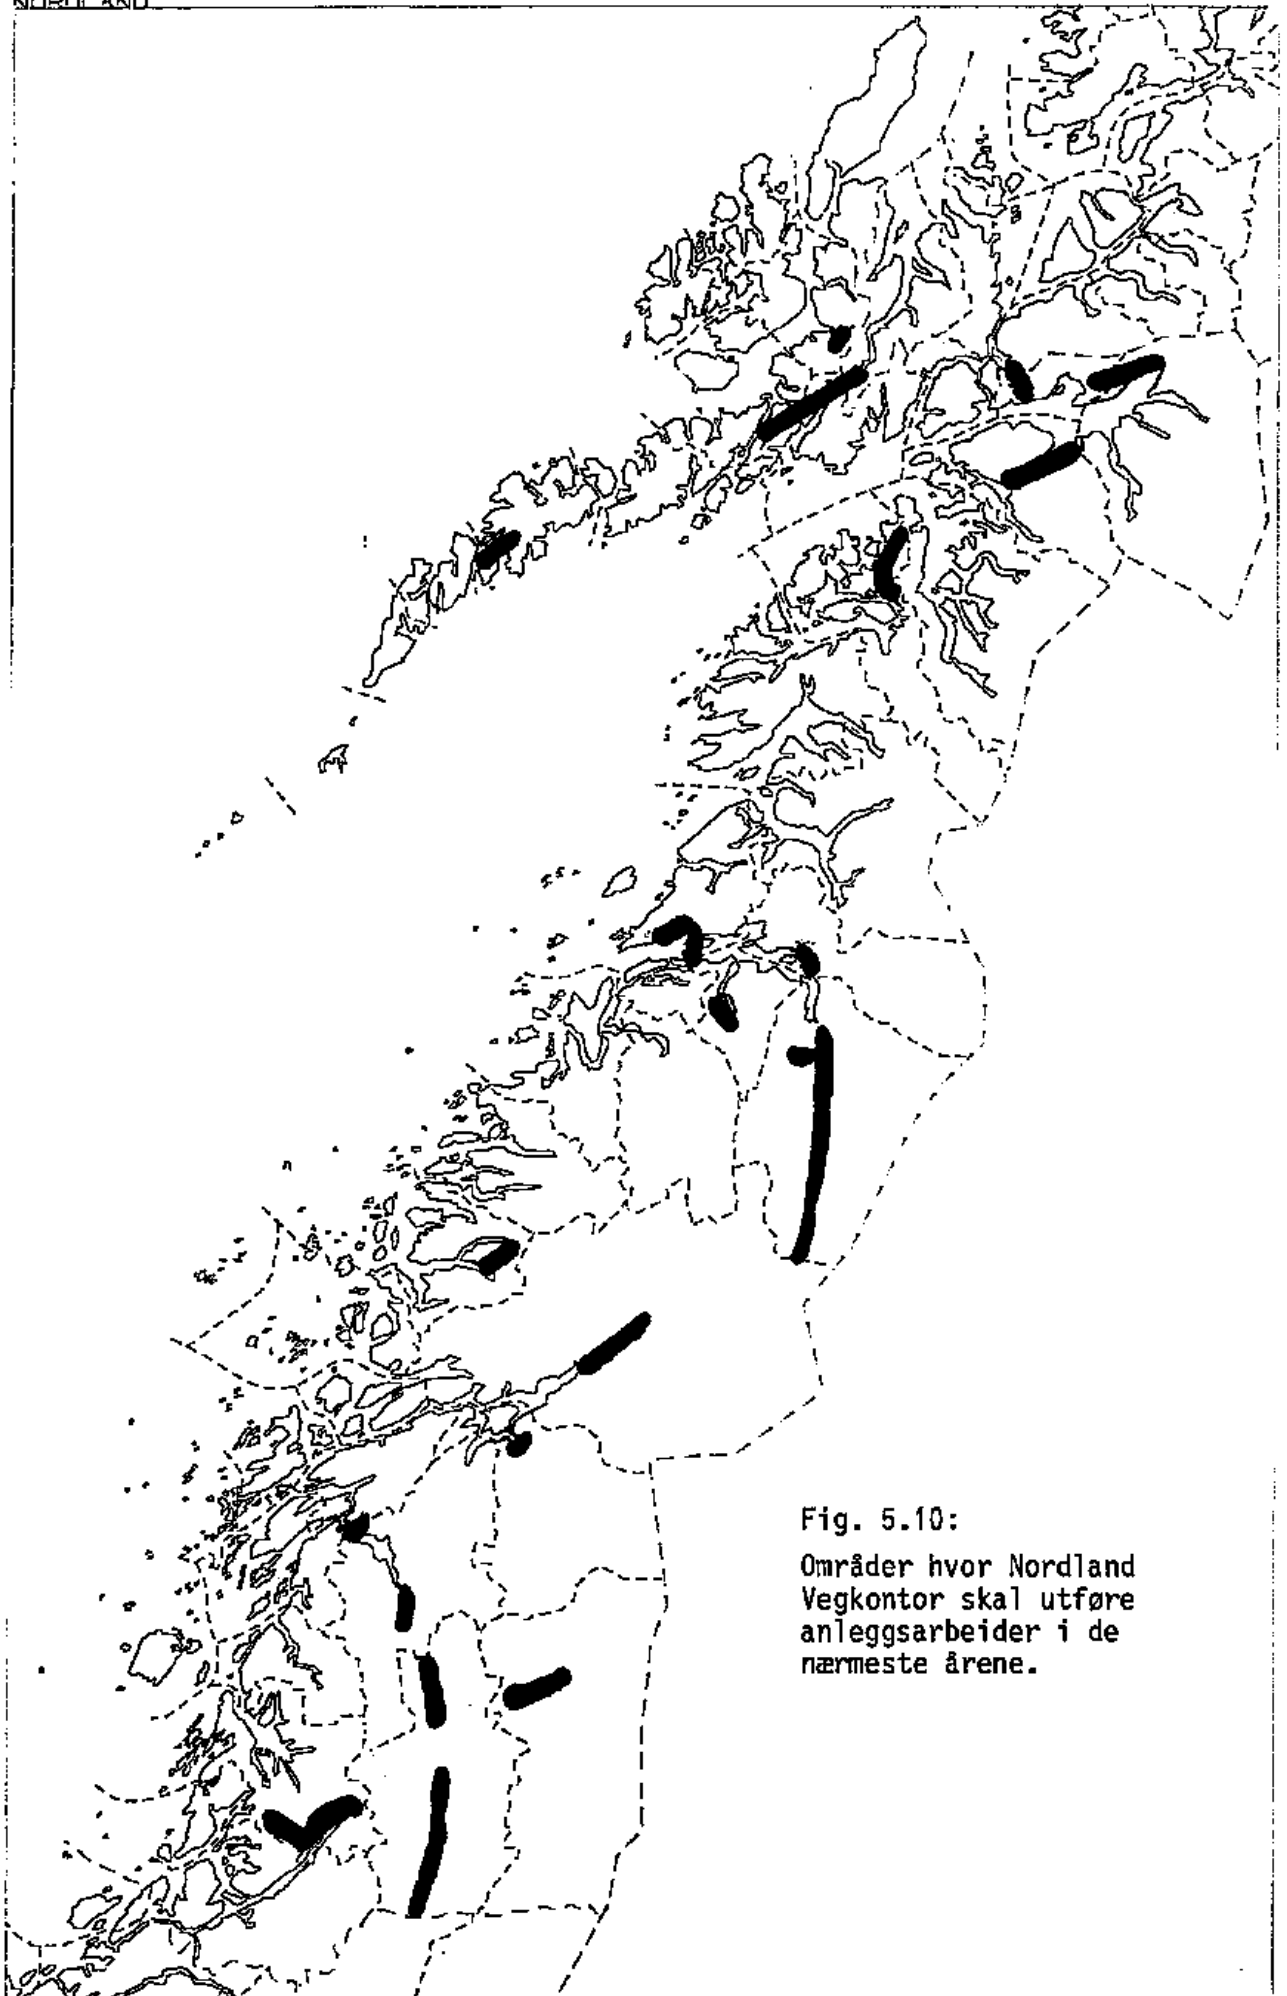 NORDLAND
Fig. 5.10:
Områder hvor Nordland
Vegkontor skal utføre
anleggsarbeider i de
nærmeste årene.